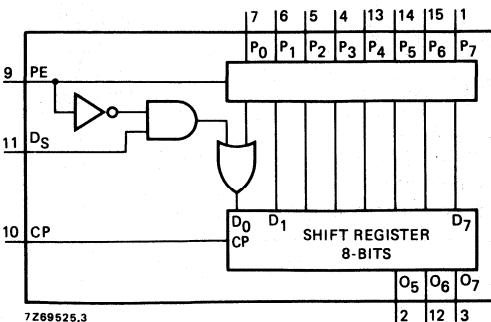 7 6 5 4 13 14 15 1
P0 P1 P2 P3 P4 P5 P6 P7
9 PE
11 DS
D0 D1 D7
10 CP CP SHIFT REGISTER
8-BITS
O5 O6 O7
2 12 3
7Z69525.3